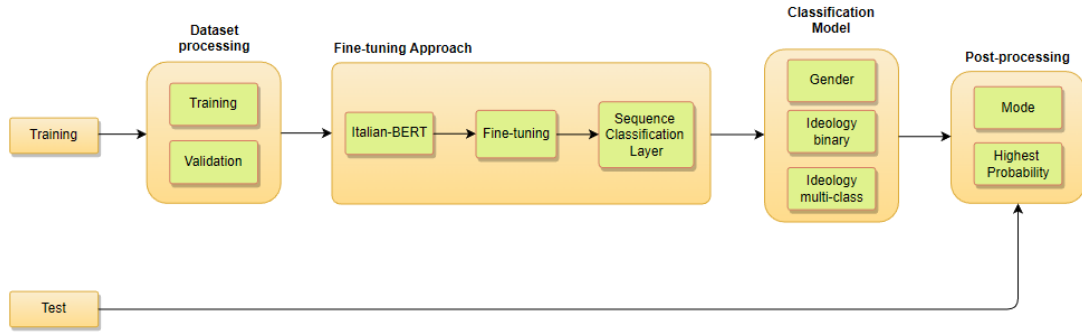 Dataset
processing
Fine-tuning Approach
Classification
Model
Post-processing
Training
Training
Validation
Italian-BERT
Fine-tuning
Sequence
Classification
Layer
Gender
Ideology
binary
Ideology
multi-class
Mode
Highest
Probability
Test